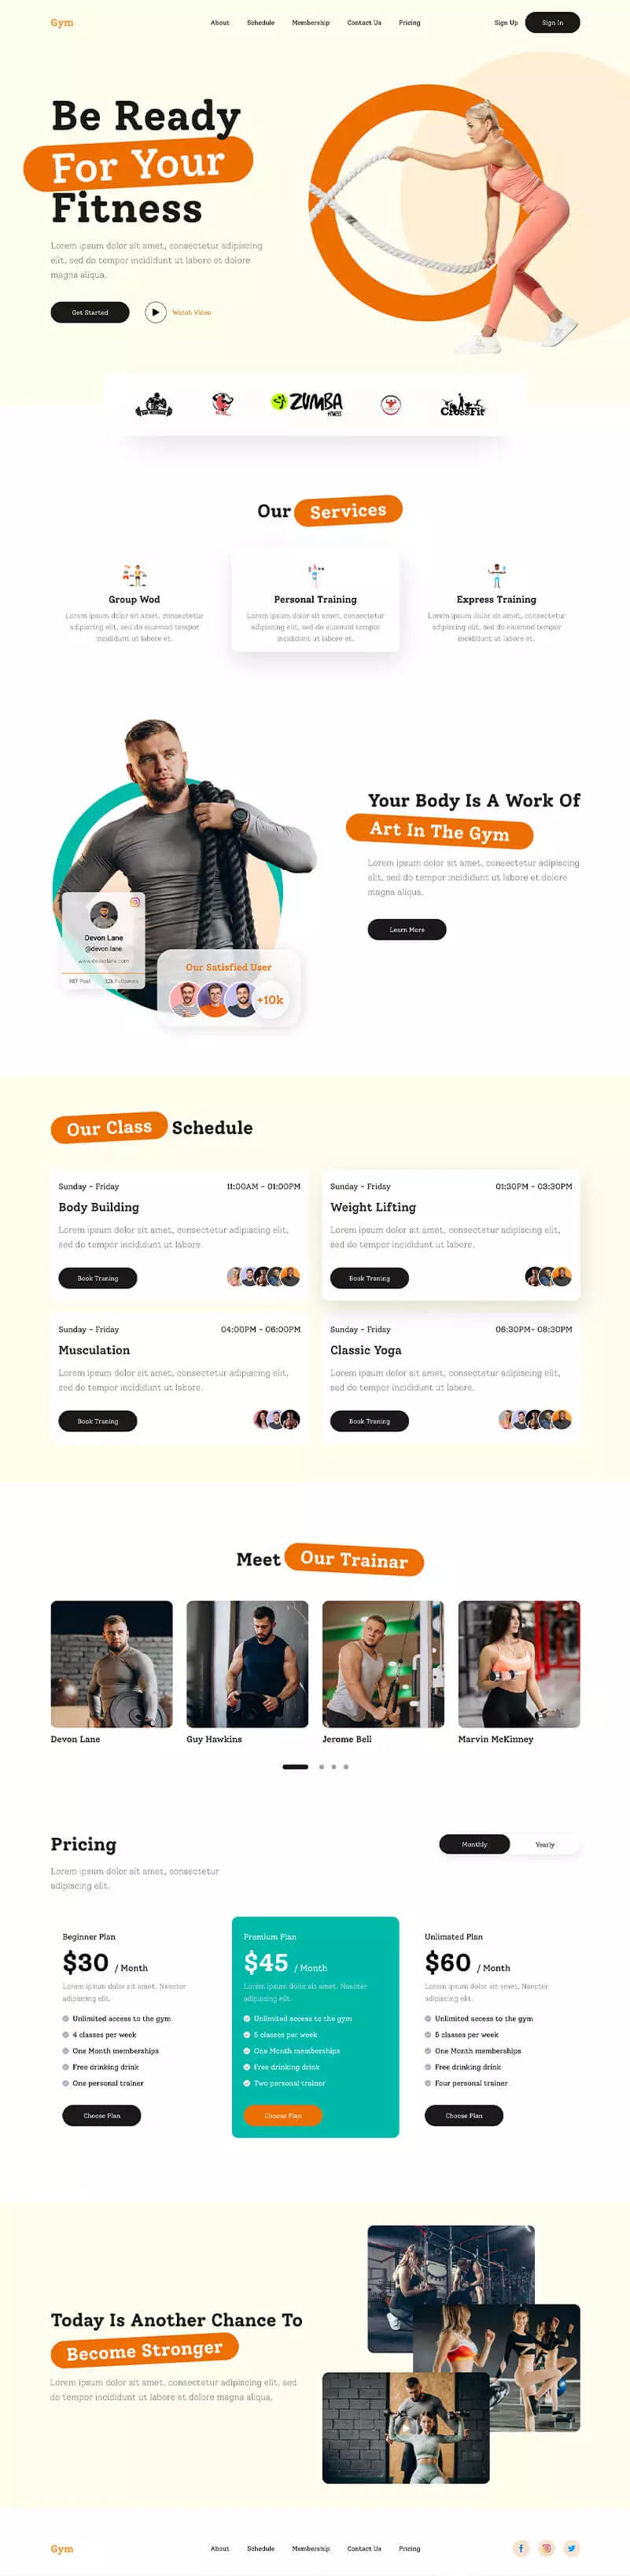 Gym
About Schedule Membership Contact Us Pricing
Sign Up Sign In
Be Ready
For Your
Fitness
Lorem ipsum dolor sit amet, consectetur adipiscing
elit, sed do tempor incididunt ut labore et dolore
magna aliqua.
Get Started Watch Video
ZUMBA
FITNESS
CrossFit
Our Services
Group Wod
Lorem ipsum dolor sit amet, consectetur
adipiscing elit, sed do eiusmod tempor
incididunt ut labore et.
Personal Training
Lorem ipsum dolor sit amet, consectetur
adipiscing elit, sed do eiusmod tempor
incididunt ut labore et.
Express Training
Lorem ipsum dolor sit amet, consectetur
adipiscing elit, sed do eiusmod tempor
incididunt ut labore et.
Your Body Is A Work Of
Art In The Gym
Lorem ipsum dolor sit amet, consectetur adipiscing
elit, sed do tempor incididunt ut labore et dolore
magna aliqua.
Learn More
Devon Lane
@devon.lane
987 Post
Our Satisfied User
+10k
Our Class Schedule
Sunday - Friday 11:00AM - 01:00PM
Body Building
Lorem ipsum dolor sit amet, consectetur adipiscing elit,
sed do tempor incididunt ut labore.
Book Traning
Sunday - Friday 01:30PM - 03:30PM
Weight Lifting
Lorem ipsum dolor sit amet, consectetur adipiscing elit,
sed do tempor incididunt ut labore.
Book Traning
Sunday - Friday 04:00PM- 06:00PM
Musculation
Lorem ipsum dolor sit amet, consectetur adipiscing elit,
sed do tempor incididunt ut labore.
Book Traning
Sunday - Friday 06:30PM- 08:30PM
Classic Yoga
Lorem ipsum dolor sit amet, consectetur adipiscing elit,
sed do tempor incididunt ut labore.
Book Traning
Meet Our Trainar
Devon Lane
Guy Hawkins
Jerome Bell
Marvin McKinney
Pricing
Monthly Yearly
Lorem ipsum dolor sit amet, consectetur
adipiscing elit.
Beginner Plan
$30 / Month
Lorem ipsum dolor sit amet. Nsecter
adipiscing elit.
Unlimited access to the gym
4 classes per week
One Month memberships
Free drinking drink
One personal trainer
Choose Plan
Premium Plan
$45 / Month
Lorem ipsum dolor sit amet. Nsecter
adipiscing elit.
Unlimited access to the gym
5 classes per week
One Month memberships
Free drinking drink
Two personal trainer
Choose Plan
Unlimated Plan
$60 / Month
Lorem ipsum dolor sit amet, Nsecter
adipiscing elit.
Unlimited access to the gym
5 classes per week
One Month memberships
Free drinking drink
Four personal trainer
Choose Plan
Today Is Another Chance To
Become Stronger
Lorem ipsum dolor sit amet, consectetur adipiscing elit, sed
do tempor incididunt ut labore et dolore magna aliqua.
Gym
About Schedule Membership Contact Us Pricing